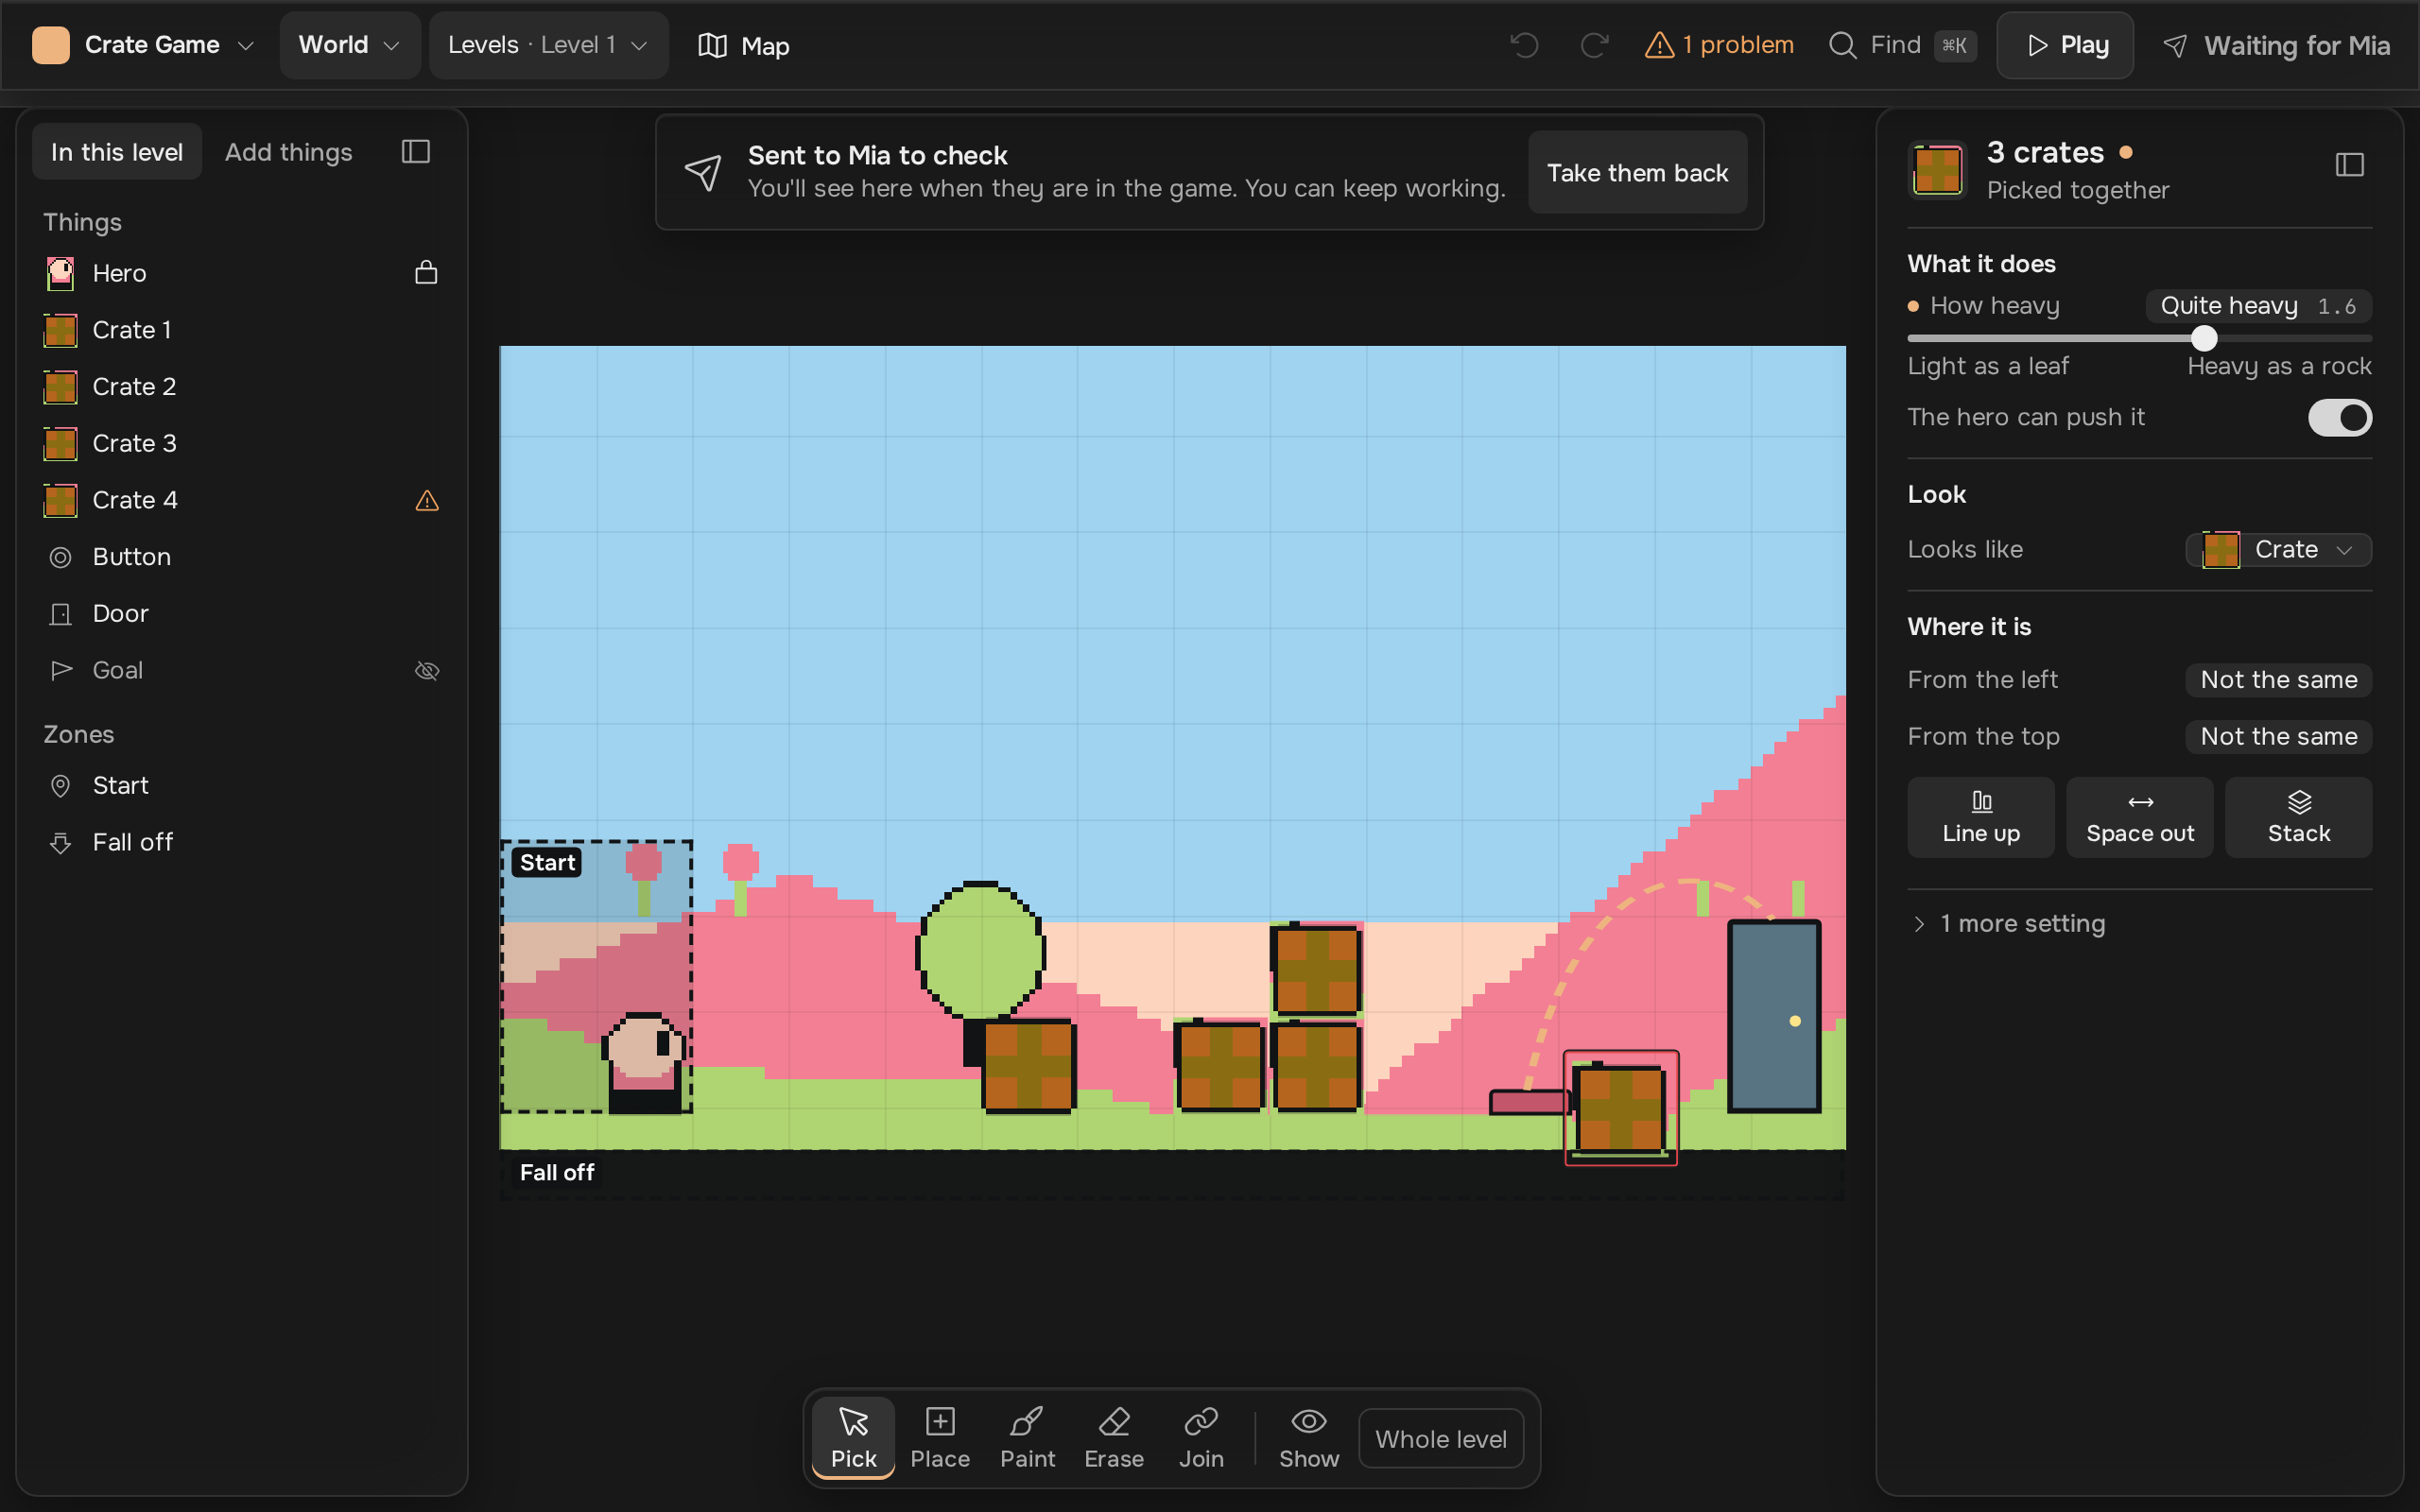 Crate Game
World
Levels · Level 1
Map
1 problem
Find ⌘K
Play
Waiting for Mia
In this level
Add things
Things
Hero
Crate 1
Crate 2
Crate 3
Crate 4
Button
Door
Goal
Zones
Start
Fall off
Sent to Mia to check
You'll see here when they are in the game. You can keep working.
Take them back
Start
Fall off
Pick
Place
Paint
Erase
Join
Show
Whole level
3 crates
Picked together
What it does
How heavy
Quite heavy 1.6
Light as a leaf
Heavy as a rock
The hero can push it
Look
Looks like
Crate
Where it is
From the left
Not the same
From the top
Not the same
Line up
Space out
Stack
1 more setting